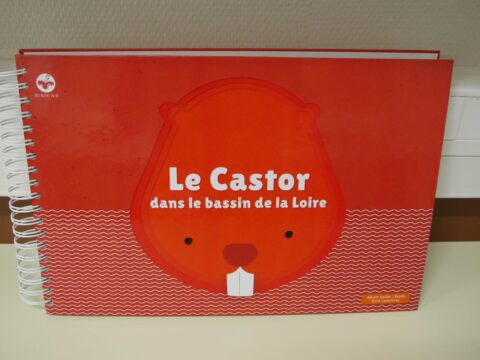 Le Castor
dans le bassin de la Loire